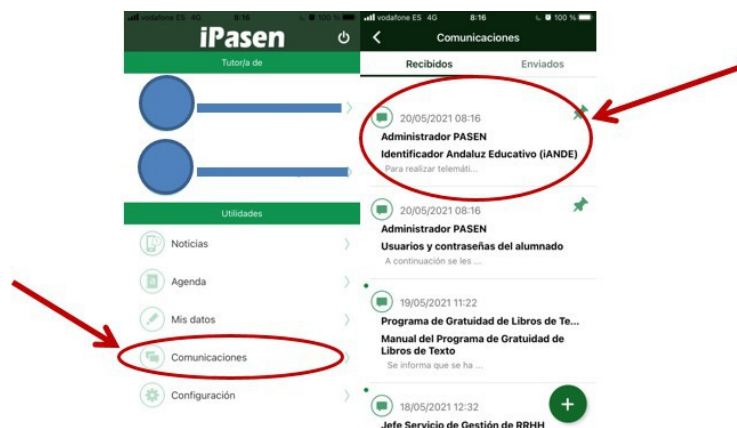 vodafone ES 4G 8:16 100 %
iPasen
Tutor/a de
Utilidades
Noticias
Agenda
Mis datos
Comunicaciones
Configuración
vodafone ES 4G 8:16 100 %
Comunicaciones
Recibidos Enviados
20/05/2021 08:16
Administrador PASEN
Identificador Andaluz Educativo (iANDE)
Para realizar telemáti...
20/05/2021 08:16
Administrador PASEN
Usuarios y contraseñas del alumnado
A continuación se les ...
19/05/2021 11:22
Programa de Gratuidad de Libros de Te...
Manual del Programa de Gratuidad de
Libros de Texto
Se informa que se ha ...
18/05/2021 12:32
Jefe Servicio de Gestión de RRHH
+